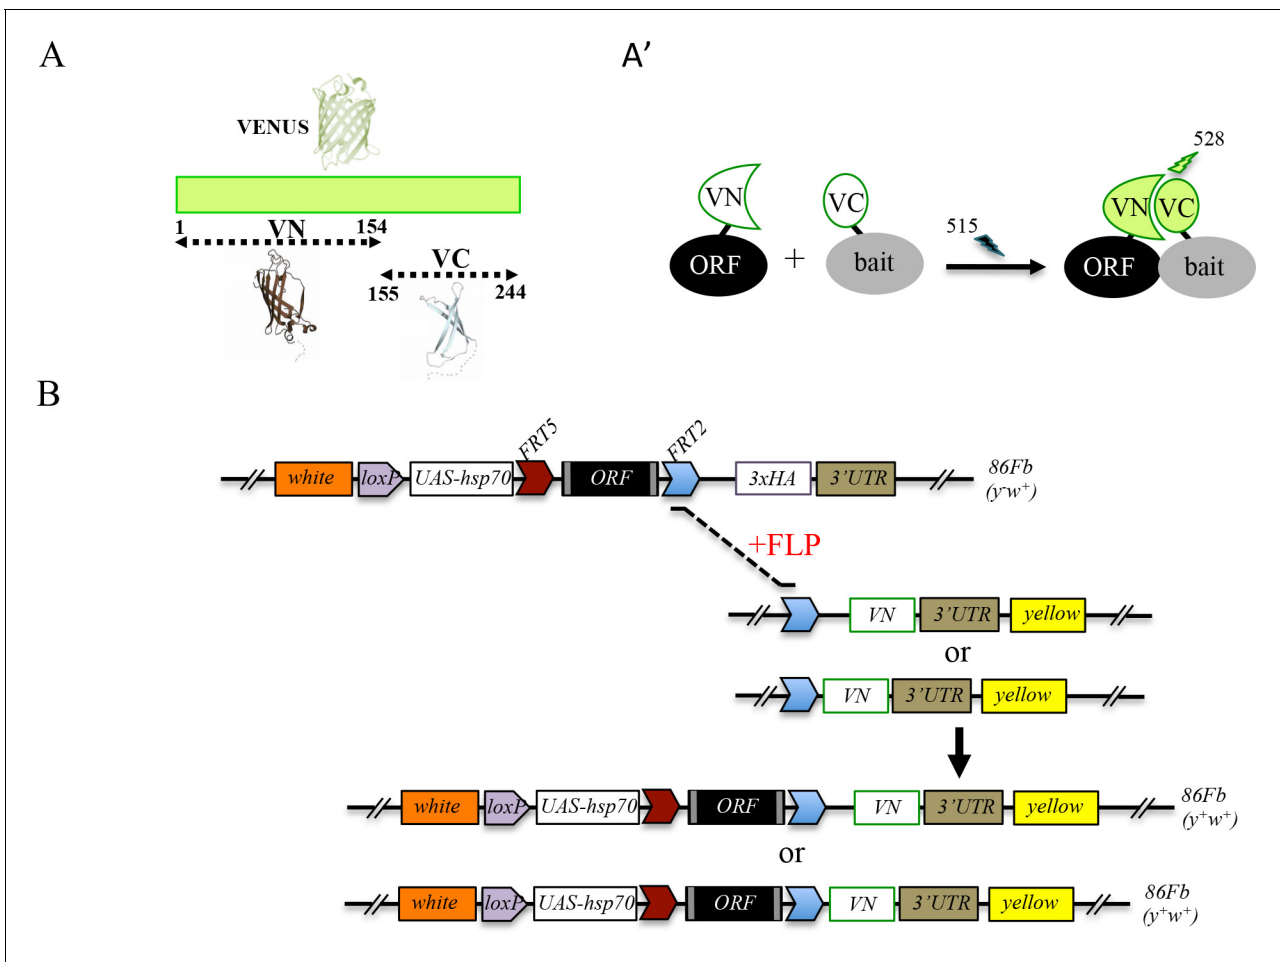 A
A'
VENUS
1
154
VN
VC
155
244
VN
VC
ORF
+
bait
515
528
VN
VC
ORF
bait
B
FRT5
FRT2
white
loxP
UAS-hsp70
ORF
3xHA
3'UTR
86Fb
(y⁻w⁺)
+FLP
VN
3'UTR
yellow
or
VN
3'UTR
yellow
white
loxP
UAS-hsp70
ORF
VN
3'UTR
yellow
86Fb
(y⁺w⁺)
or
white
loxP
UAS-hsp70
ORF
VN
3'UTR
yellow
86Fb
(y⁺w⁺)